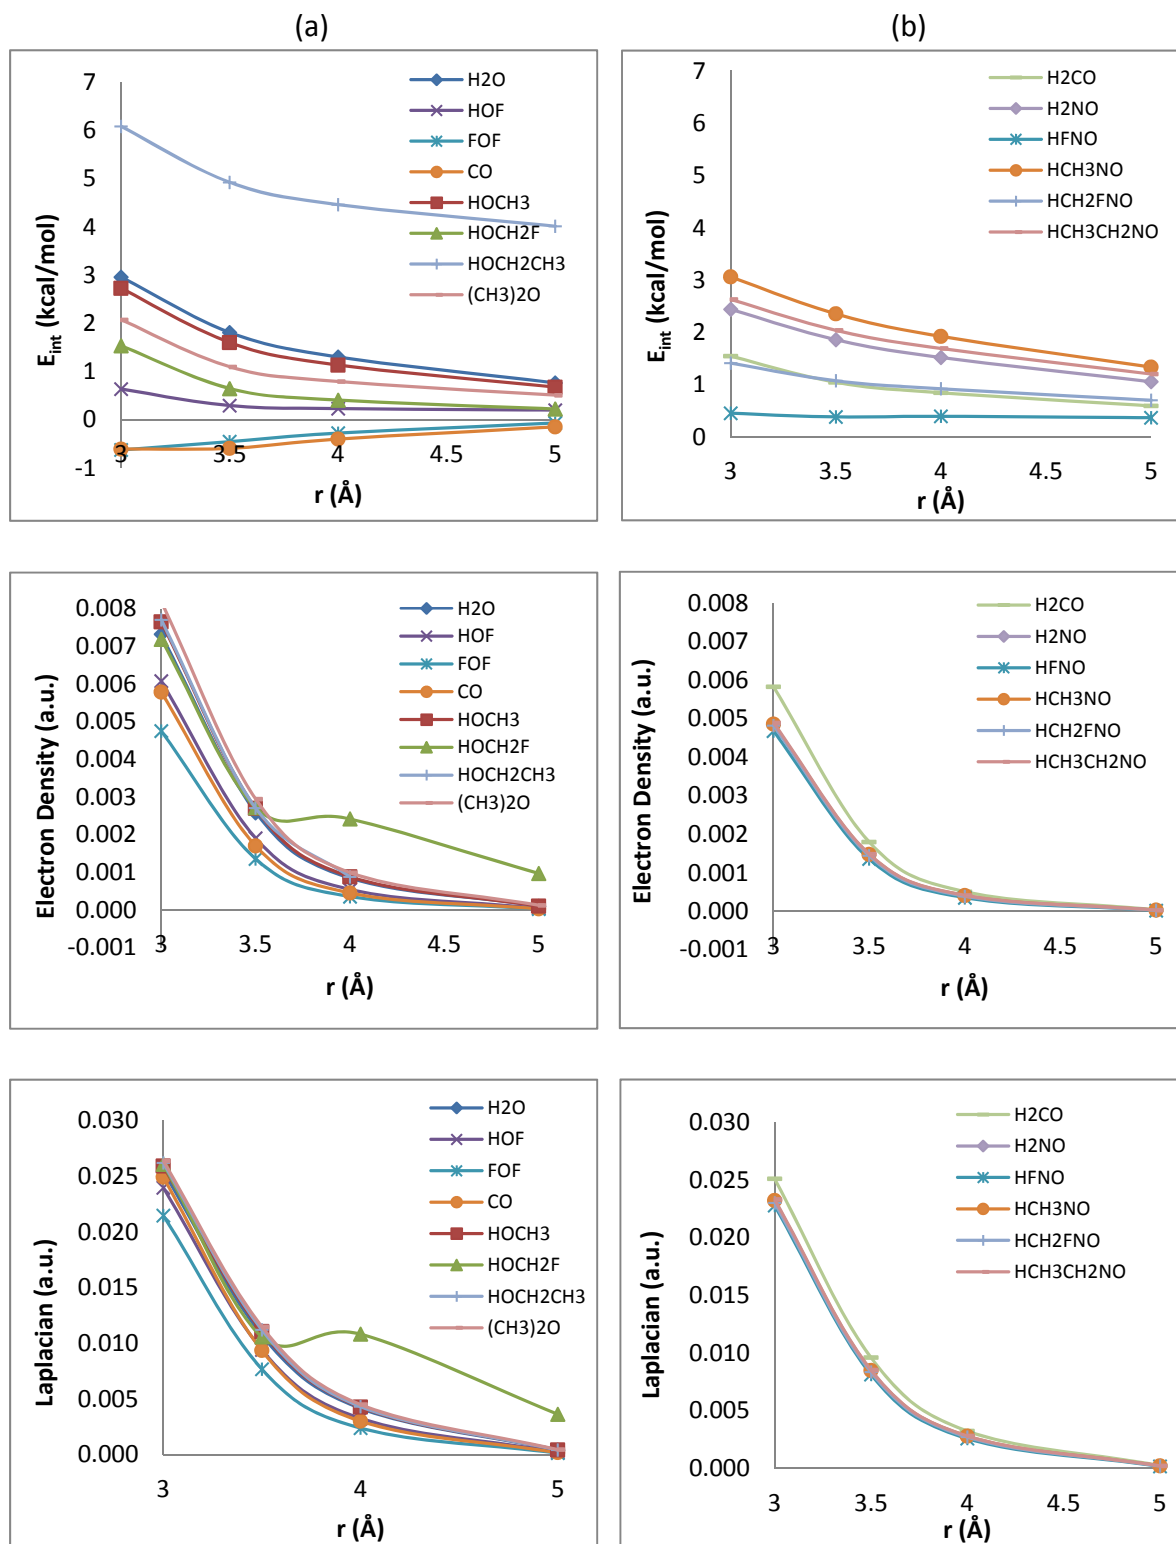 (a)
(b)
7
6
5
4
3
2
1
0
-1
E_int (kcal/mol)
3
3.5
4
4.5
5
r (Å)
H2O
HOF
FOF
CO
HOCH3
HOCH2F
HOCH2CH3
(CH3)2O
7
6
5
4
3
2
1
0
E_int (kcal/mol)
3
3.5
4
4.5
5
r (Å)
H2CO
H2NO
HFNO
HCH3NO
HCH2FNO
HCH3CH2NO
0.008
0.007
0.006
0.005
0.004
0.003
0.002
0.001
0.000
-0.001
Electron Density (a.u.)
3
3.5
4
4.5
5
r (Å)
H2O
HOF
FOF
CO
HOCH3
HOCH2F
HOCH2CH3
(CH3)2O
0.008
0.007
0.006
0.005
0.004
0.003
0.002
0.001
0.000
-0.001
Electron Density (a.u.)
3
3.5
4
4.5
5
r (Å)
H2CO
H2NO
HFNO
HCH3NO
HCH2FNO
HCH3CH2NO
0.030
0.025
0.020
0.015
0.010
0.005
0.000
Laplacian (a.u.)
3
4
5
r (Å)
H2O
HOF
FOF
CO
HOCH3
HOCH2F
HOCH2CH3
(CH3)2O
0.030
0.025
0.020
0.015
0.010
0.005
0.000
Laplacian (a.u.)
3
3.5
4
4.5
5
r (Å)
H2CO
H2NO
HFNO
HCH3NO
HCH2FNO
HCH3CH2NO